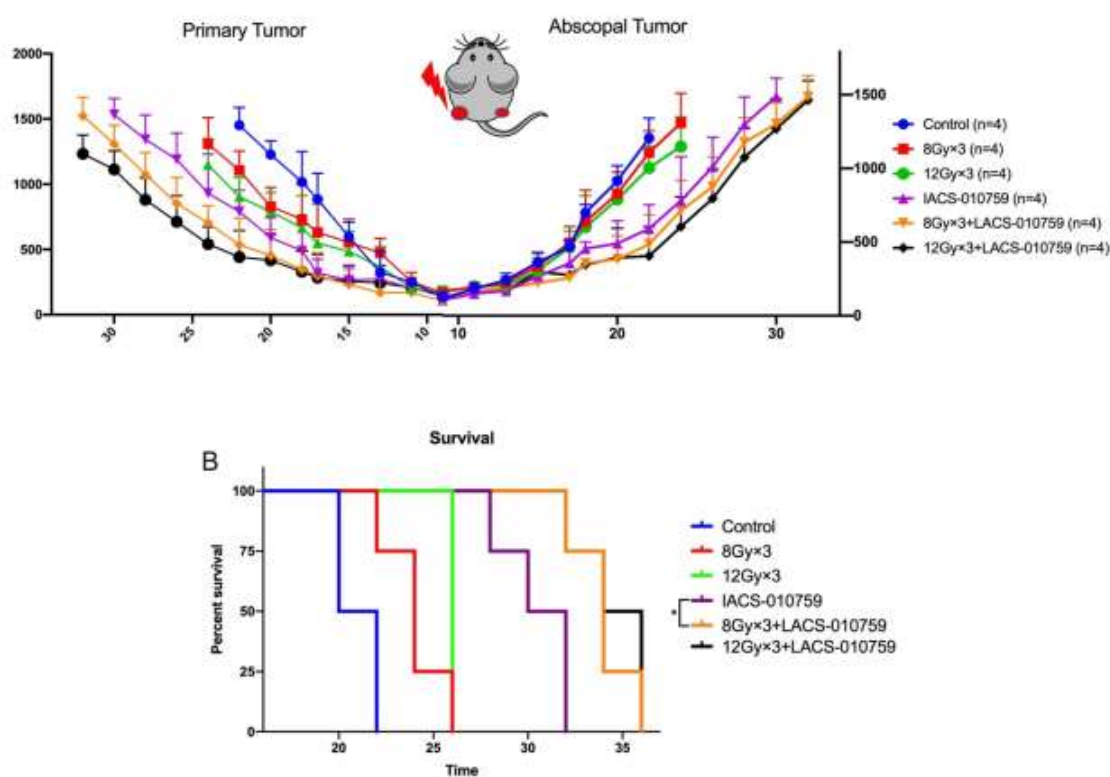 Primary Tumor
Abscopal Tumor
2000
1500
1000
500
0
30
25
20
15
10
10
20
30
1500
1000
500
0
Control (n=4)
8Gy×3 (n=4)
12Gy×3 (n=4)
IACS-010759 (n=4)
8Gy×3+LACS-010759 (n=4)
12Gy×3+LACS-010759 (n=4)
B
Survival
Percent survival
100
75
50
25
0
20
25
30
35
Time
Control
8Gy×3
12Gy×3
IACS-010759
*
8Gy×3+LACS-010759
12Gy×3+LACS-010759